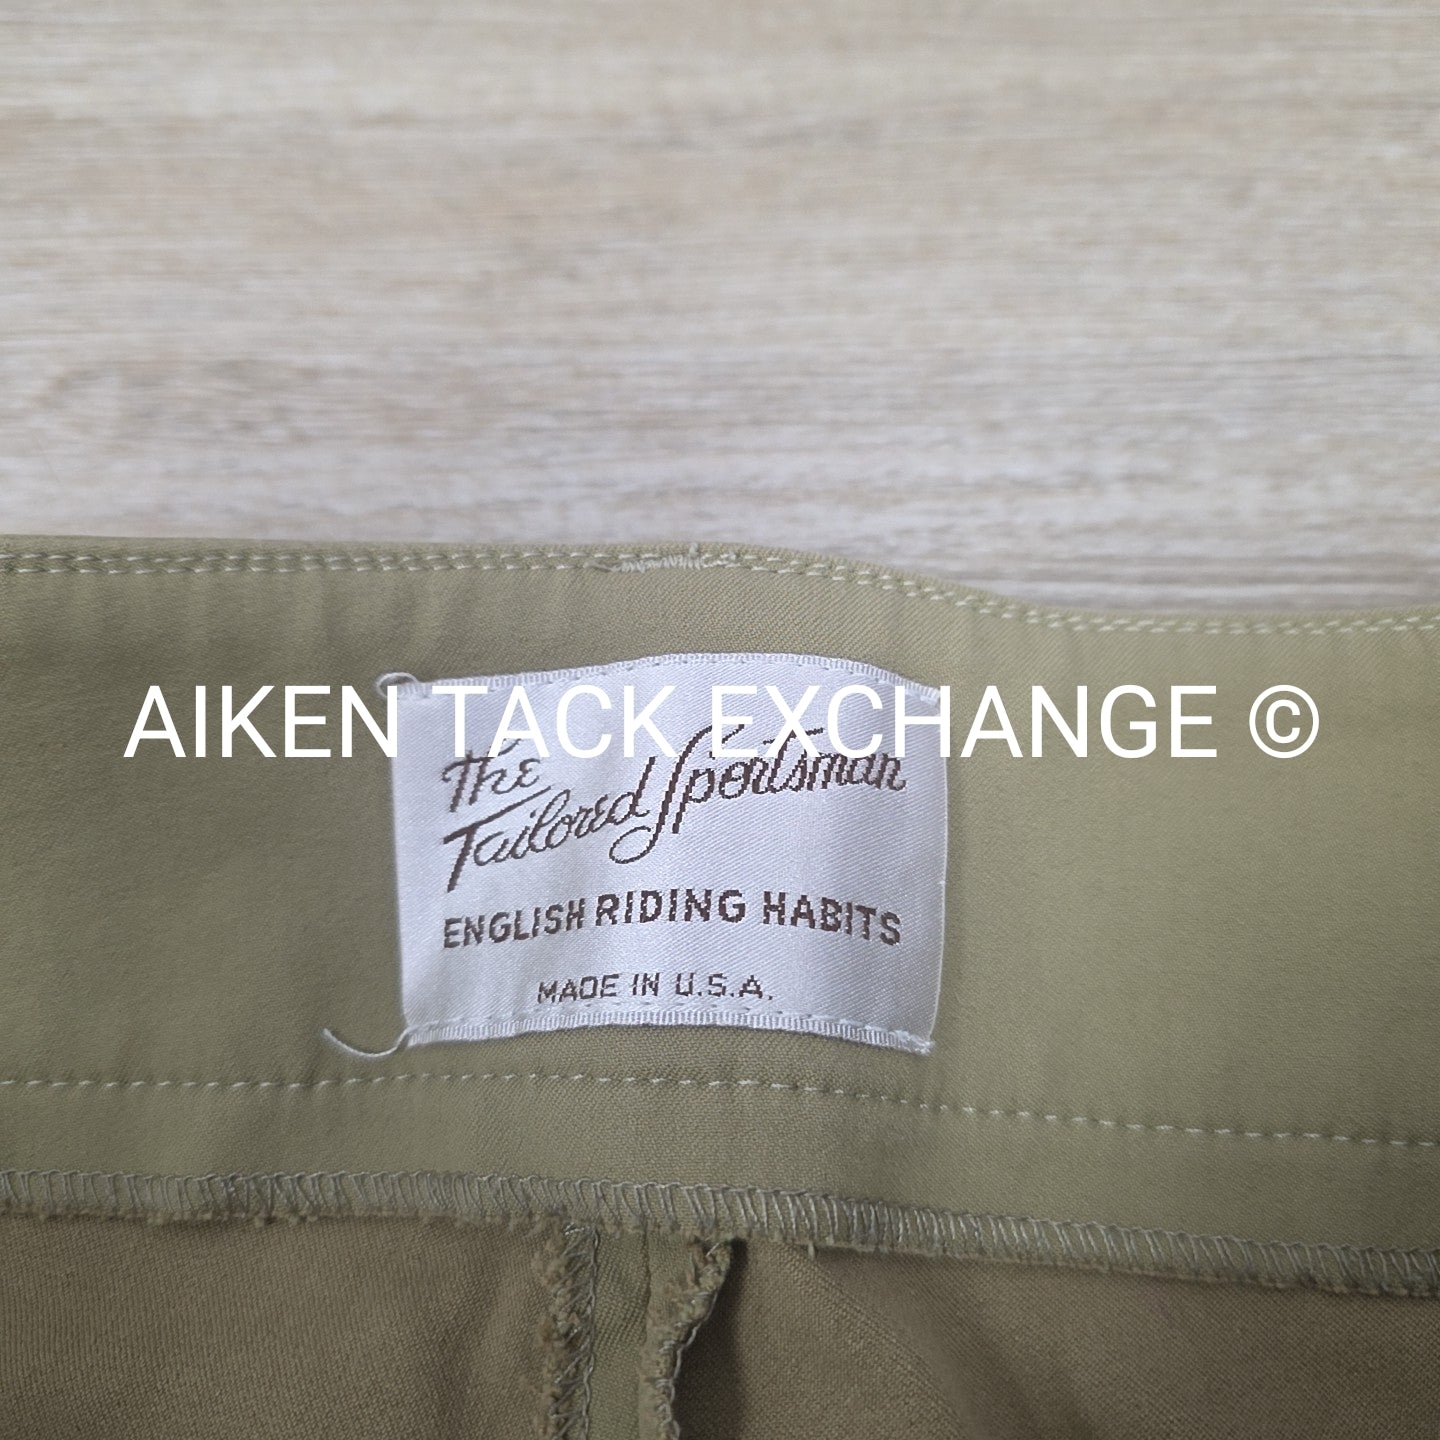 AIKEN TACK EXCHANGE ©
The
Tailored Sportsman
ENGLISH RIDING HABITS
MADE IN U.S.A.